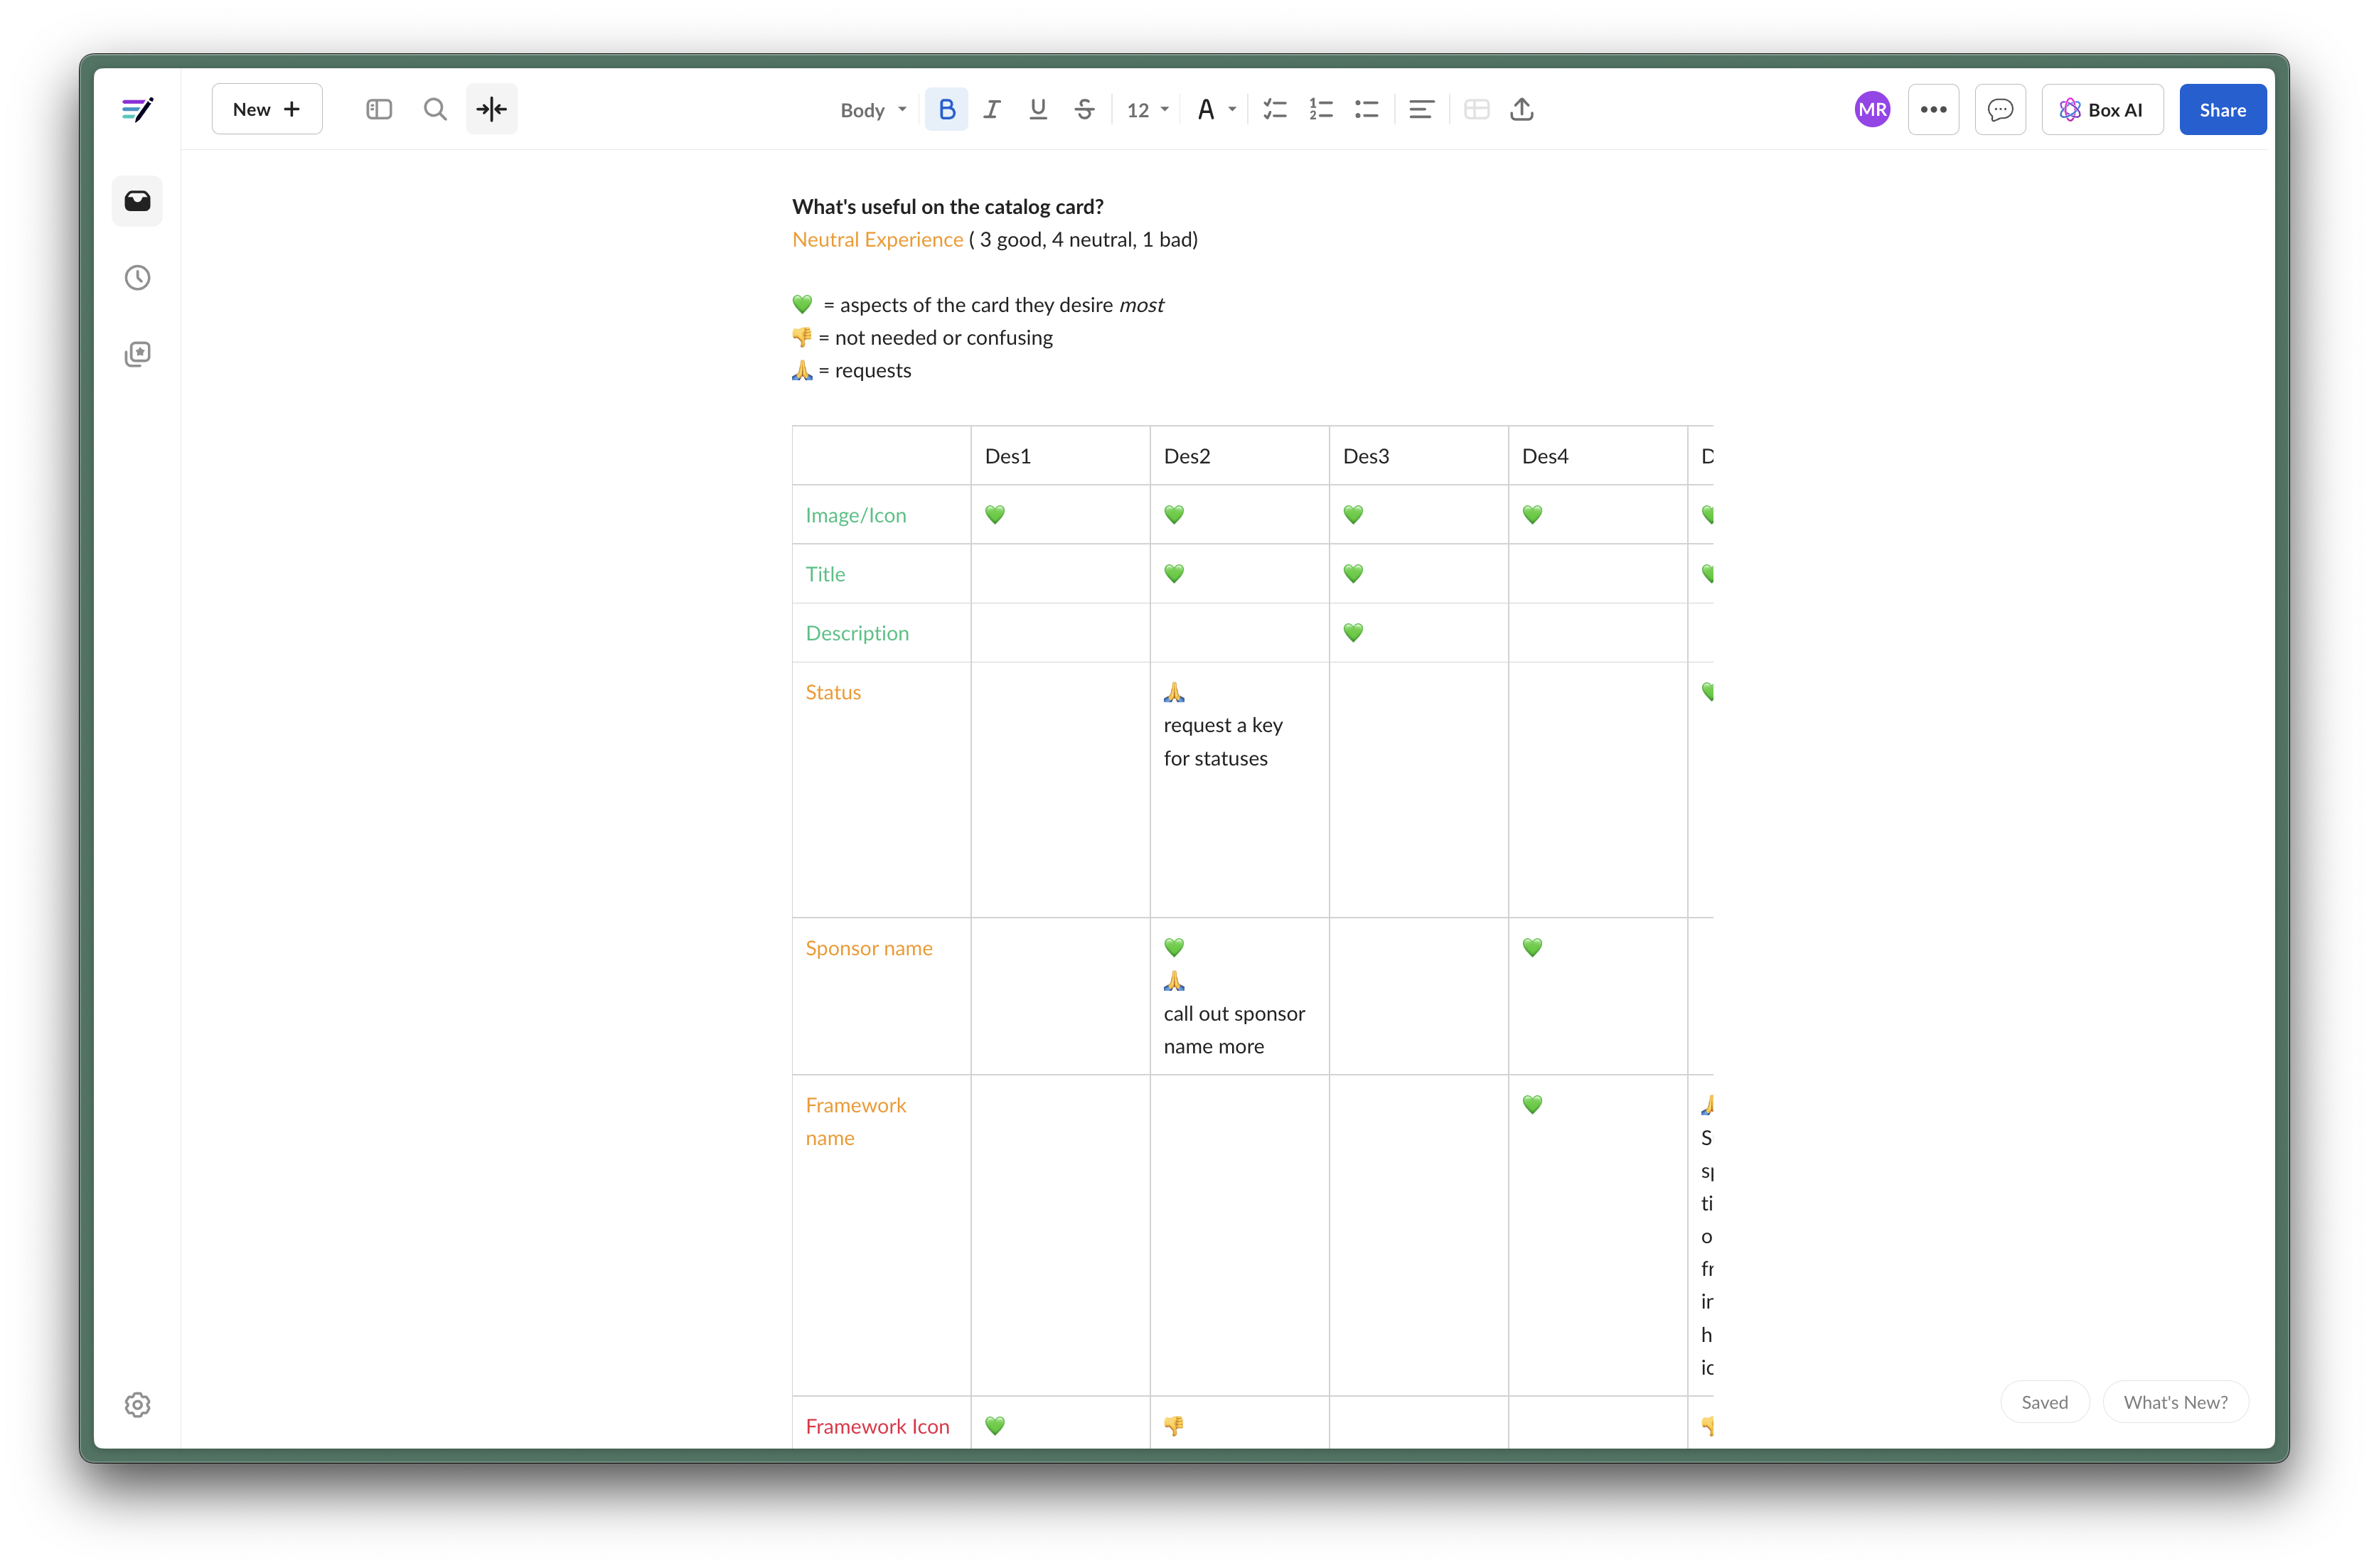 New +
Body
B I U S
12
A
MR
Box AI
Share
What's useful on the catalog card?
Neutral Experience ( 3 good, 4 neutral, 1 bad)
💚 = aspects of the card they desire most
👎 = not needed or confusing
🙏 = requests
Des1 Des2 Des3 Des4 D
Image/Icon 💚 💚 💚 💚 💚
Title 💚 💚 💚
Description 💚
Status 🙏 💚
request a key
for statuses
Sponsor name 💚 💚
🙏
call out sponsor
name more
Framework 💚 🙏
name S
sp
ti
o
fr
h
Framework Icon 💚 👎 👎
Saved
What's New?